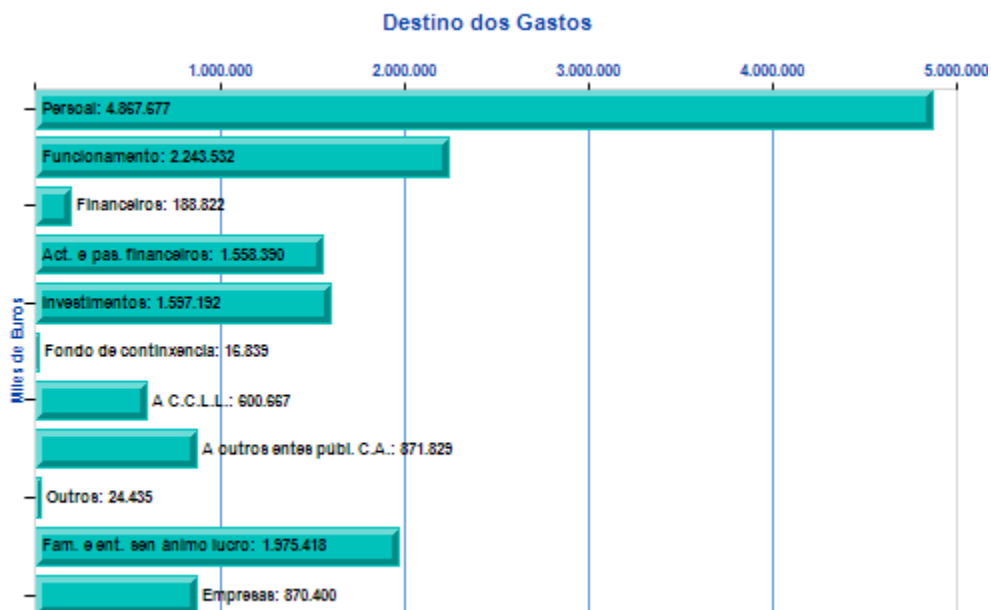 Destino dos Gastos
1.000.000 2.000.000 3.000.000 4.000.000 5.000.000
Persoal: 4.867.677
Funcionamento: 2.243.532
Financeiros: 188.822
Act. e pas. financeiros: 1.558.390
Investimentos: 1.597.192
Fondo de continxencia: 16.839
A C.C.L.L.: 600.667
A outros entes públ. C.A.: 871.829
Outros: 24.435
Fam. e ent. sen ánimo lucro: 1.975.418
Empresas: 870.400
Miles de Euros